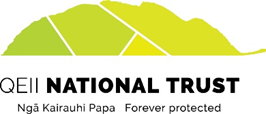 QEII NATIONAL TRUST
Ngā Kairauhi Papa Forever protected